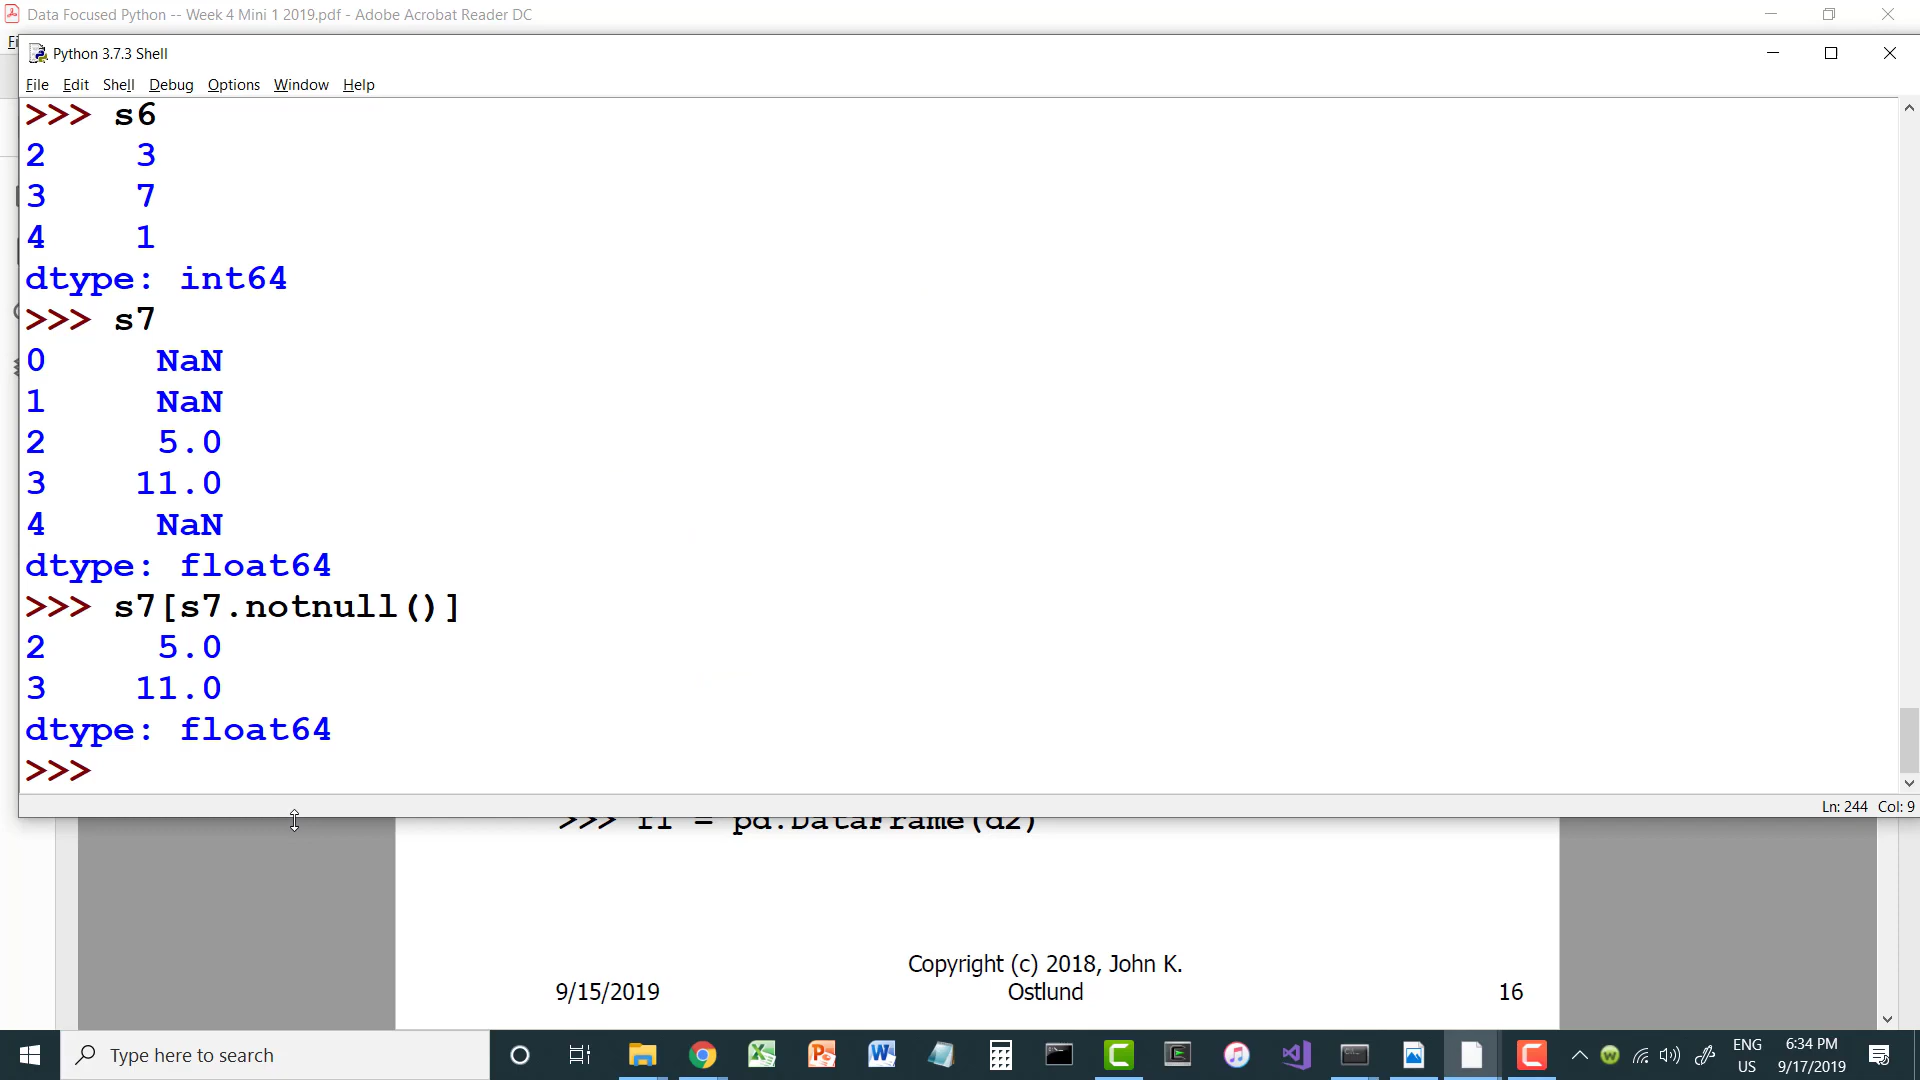 Data Focused Python -- Week 4 Mini 1 2019.pdf - Adobe Acrobat Reader DC
Python 3.7.3 Shell
File Edit Shell Debug Options Window Help
>>> s6
2 3
3 7
4 1
dtype: int64
>>> s7
0 NaN
1 NaN
2 5.0
3 11.0
4 NaN
dtype: float64
>>> s7[s7.notnull()]
2 5.0
3 11.0
dtype: float64
>>>
Ln: 244 Col: 9
>>> f1 = pd.DataFrame(d2)
Copyright (c) 2018, John K.
9/15/2019 Ostlund 16
Type here to search
ENG 6:34 PM
US 9/17/2019